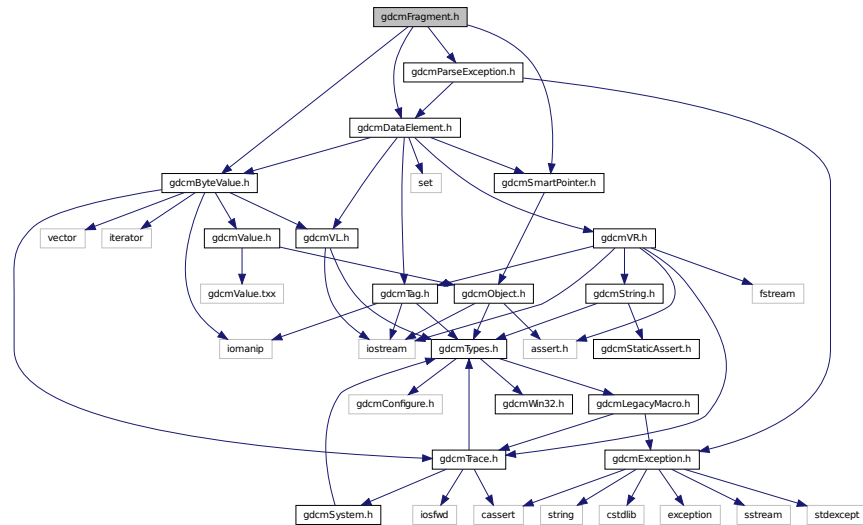 gdcmFragment.h
gdcmParseException.h
gdcmDataElement.h
gdcmByteValue.h
set
gdcmSmartPointer.h
vector
iterator
gdcmValue.h
gdcmVL.h
gdcmVR.h
gdcmValue.txx
gdcmTag.h
gdcmObject.h
gdcmString.h
fstream
iomanip
iostream
gdcmTypes.h
assert.h
gdcmStaticAssert.h
gdcmConfigure.h
gdcmWin32.h
gdcmLegacyMacro.h
gdcmTrace.h
gdcmException.h
gdcmSystem.h
iosfwd
cassert
string
cstdlib
exception
sstream
stdexcept